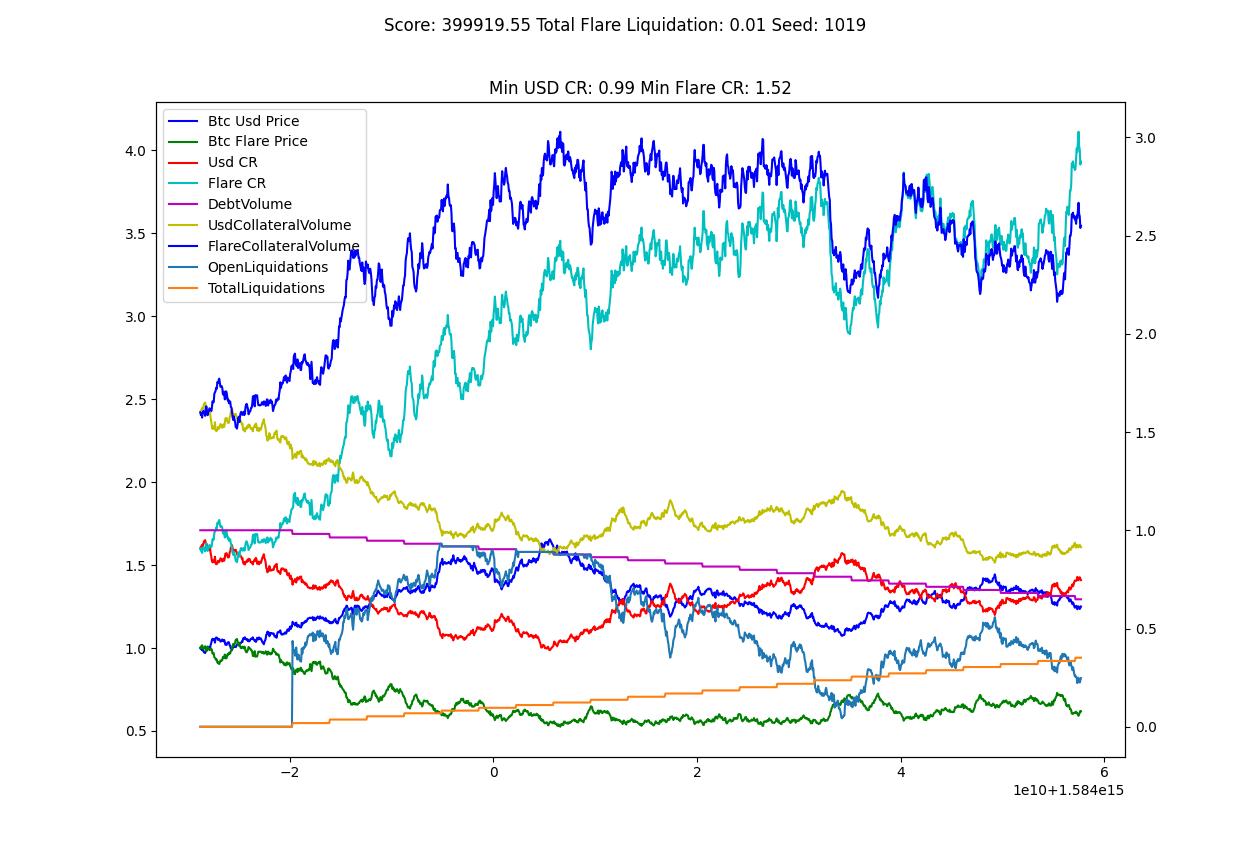 Score: 399919.55 Total Flare Liquidation: 0.01 Seed: 1019
Min USD CR: 0.99 Min Flare CR: 1.52
Btc Usd Price
Btc Flare Price
Usd CR
Flare CR
DebtVolume
UsdCollateralVolume
FlareCollateralVolume
OpenLiquidations
TotalLiquidations
4.0
3.5
3.0
2.5
2.0
1.5
1.0
0.5
3.0
2.5
2.0
1.5
1.0
0.5
0.0
−2 0 2 4 6
1e10+1.584e15